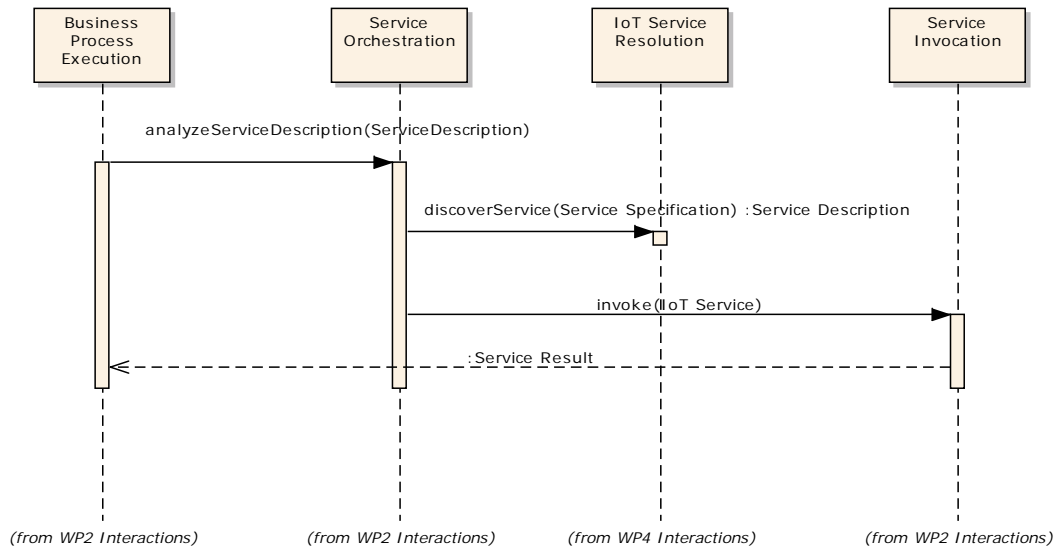 Business
Process
Execution
Service
Orchestration
IoT Service
Resolution
Service
Invocation
analyzeServiceDescription(ServiceDescription)
discoverService(Service Specification) :Service Description
invoke(IoT Service)
:Service Result
(from WP2 Interactions)
(from WP2 Interactions)
(from WP4 Interactions)
(from WP2 Interactions)